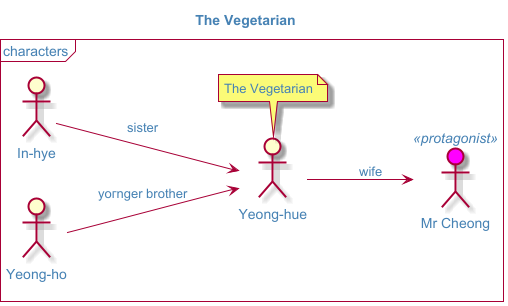 The Vegetarian
characters
The Vegetarian
In-hye
sister
«protagonist»
wife
yornger brother
Yeong-hue
Mr Cheong
Yeong-ho